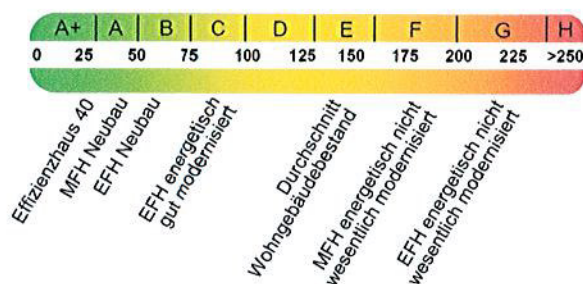 A+ A B C D E F G H
0 25 50 75 100 125 150 175 200 225 >250
Effizienzhaus 40
MFH Neubau
EFH Neubau
EFH energetisch
gut modernisiert
Durchschnitt
Wohngebäudebestand
MFH energetisch nicht
wesentlich modernisiert
EFH energetisch nicht
wesentlich modernisiert